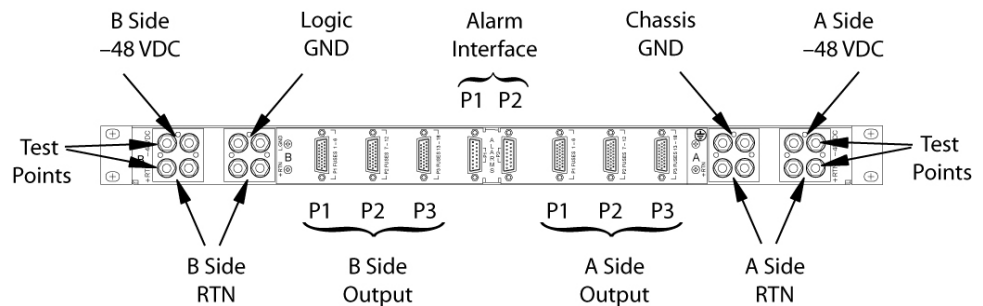 B Side
–48 VDC
Logic
GND
Alarm
Interface
Chassis
GND
A Side
–48 VDC
P1 P2
Test
Points
Test
Points
B
A
P1 P2 P3
P1 P2 P3
B Side
RTN
B Side
Output
A Side
Output
A Side
RTN